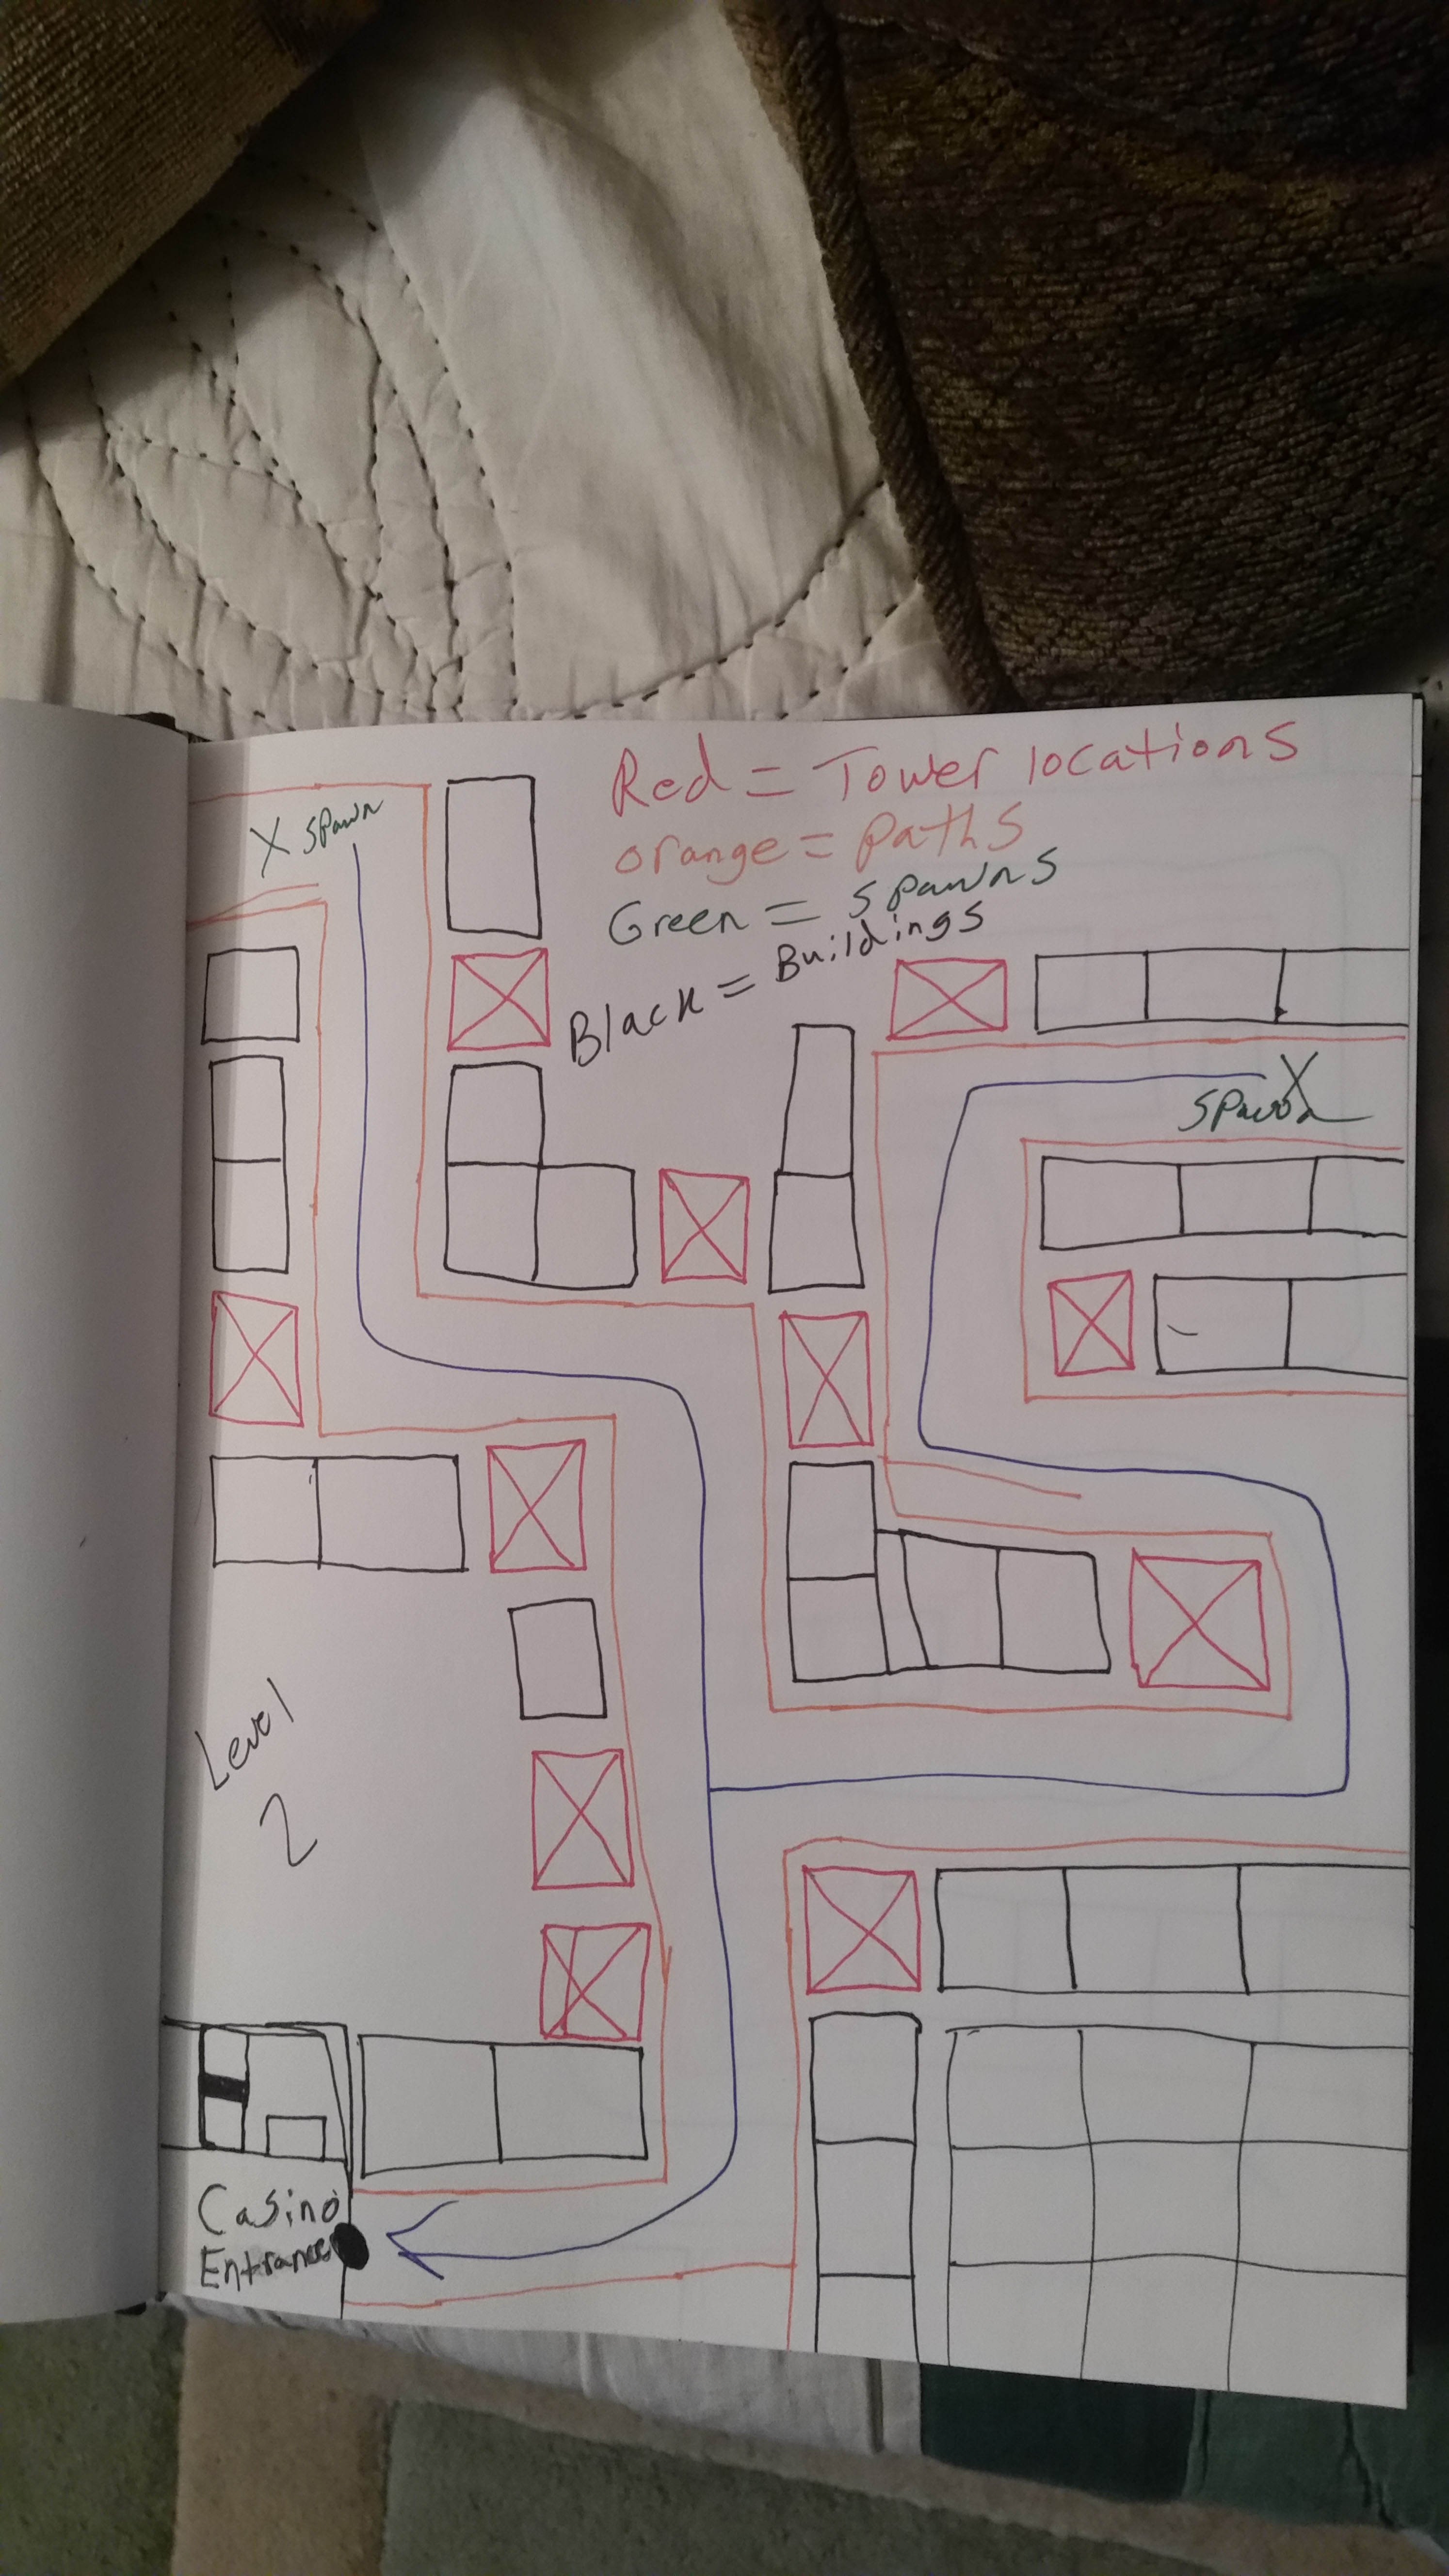 Red = Tower locations
orange = paths
Green = spawns
Black = Buildings
X spawn
X
spawn
Level
2
Casino
Entrance